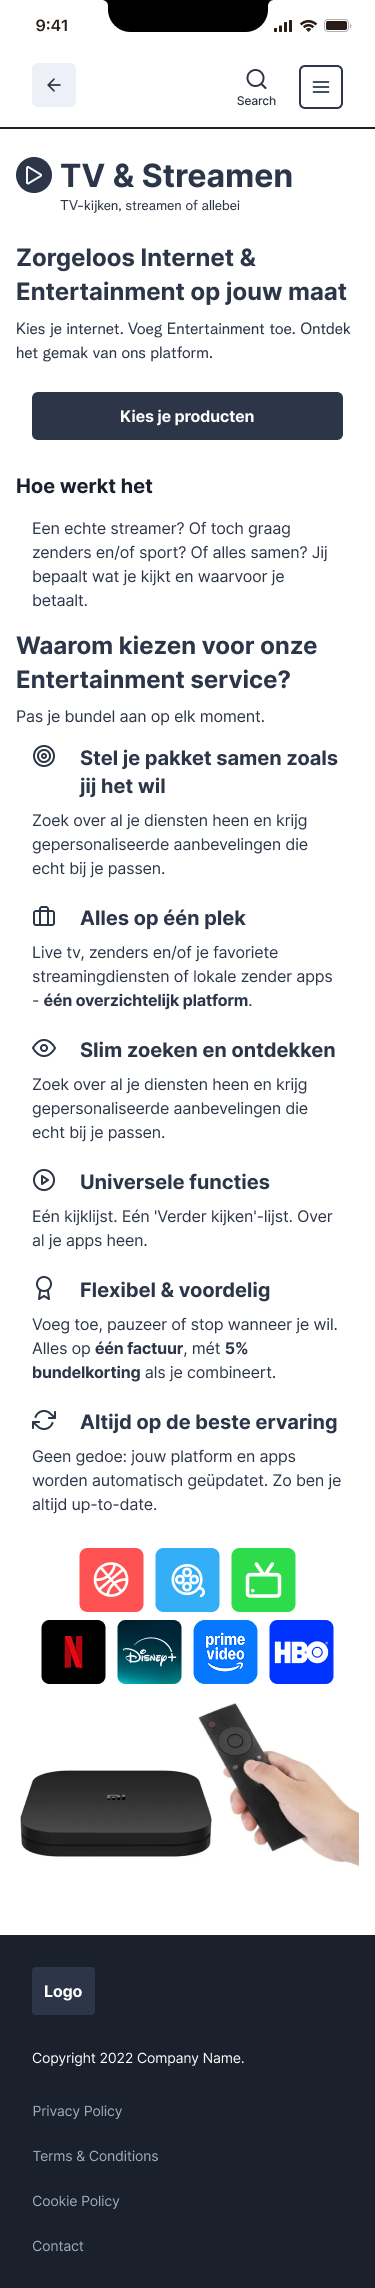 9:41
Search
TV & Streamen
TV-kijken, streamen of allebei
Zorgeloos Internet &
Entertainment op jouw maat
Kies je internet. Voeg Entertainment toe. Ontdek
het gemak van ons platform.
Kies je producten
Hoe werkt het
Een echte streamer? Of toch graag
zenders en/of sport? Of alles samen? Jij
bepaalt wat je kijkt en waarvoor je
betaalt.
Waarom kiezen voor onze
Entertainment service?
Pas je bundel aan op elk moment.
Stel je pakket samen zoals
jij het wil
Zoek over al je diensten heen en krijg
gepersonaliseerde aanbevelingen die
echt bij je passen.
Alles op één plek
Live tv, zenders en/of je favoriete
streamingdiensten of lokale zender apps
- één overzichtelijk platform.
Slim zoeken en ontdekken
Zoek over al je diensten heen en krijg
gepersonaliseerde aanbevelingen die
echt bij je passen.
Universele functies
Eén kijklijst. Eén 'Verder kijken'-lijst. Over
al je apps heen.
Flexibel & voordelig
Voeg toe, pauzeer of stop wanneer je wil.
Alles op één factuur, mét 5%
bundelkorting als je combineert.
Altijd op de beste ervaring
Geen gedoe: jouw platform en apps
worden automatisch geüpdatet. Zo ben je
altijd up-to-date.
N
Disney+
prime
video
HBO
MI
Logo
Copyright 2022 Company Name.
Privacy Policy
Terms & Conditions
Cookie Policy
Contact